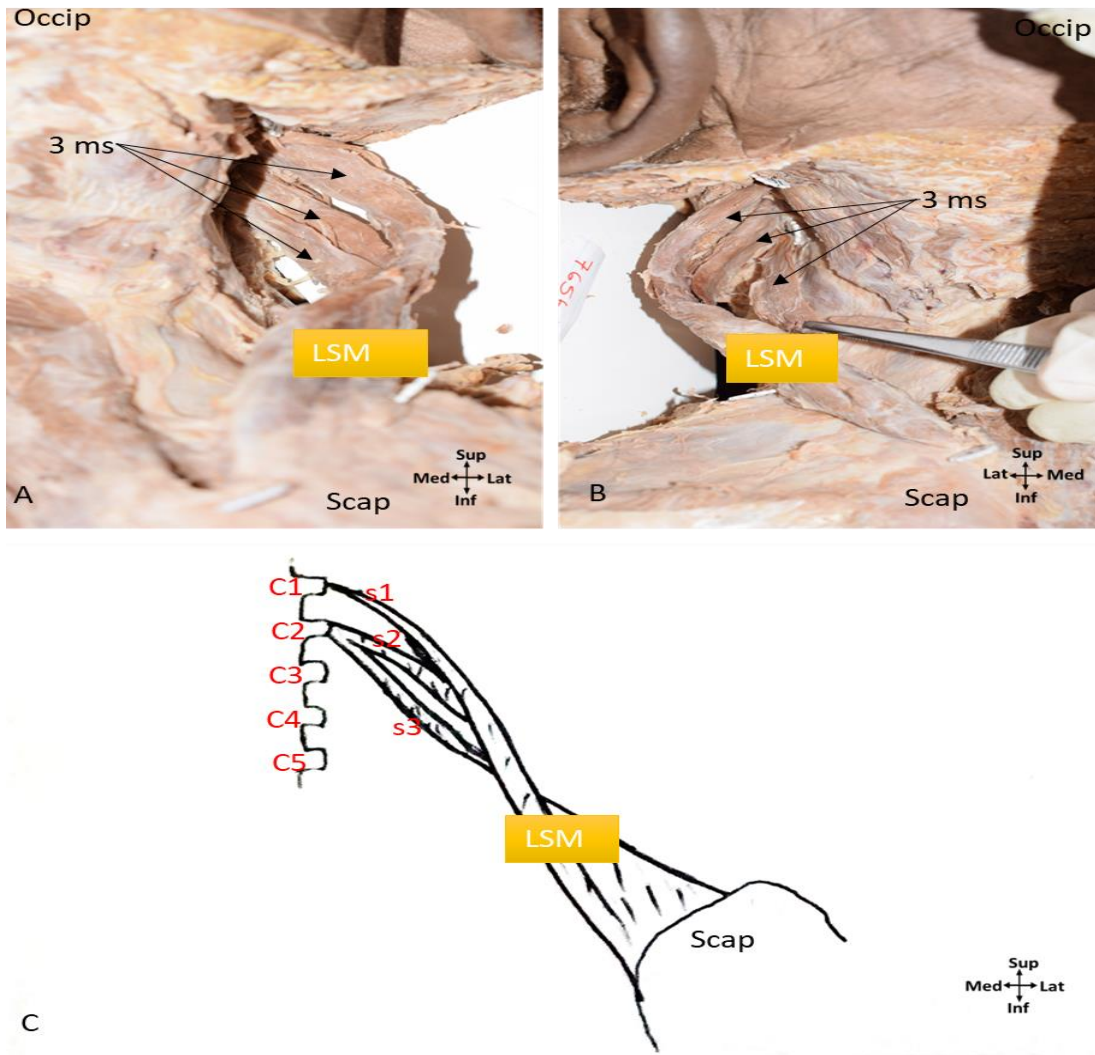 Occip
3 ms
LSM
Sup
Med Lat
Inf
Scap
A
Occip
3 ms
7654
LSM
Sup
Lat Med
Inf
Scap
B
C1
s1
C2
s2
C3
C4
s3
C5
LSM
Scap
Sup
Med Lat
Inf
C